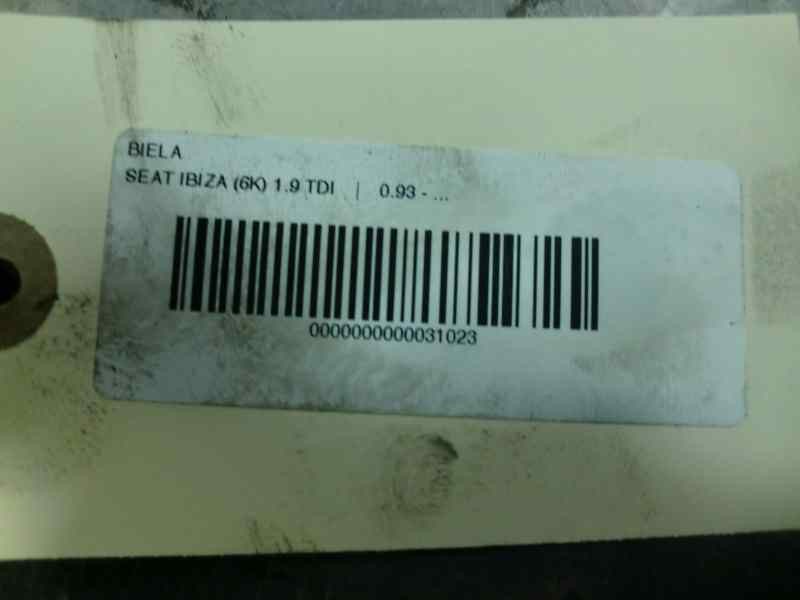 BIELA
SEAT IBIZA (6K) 1.9 TDI | 0.93 - ...
0000000000031023